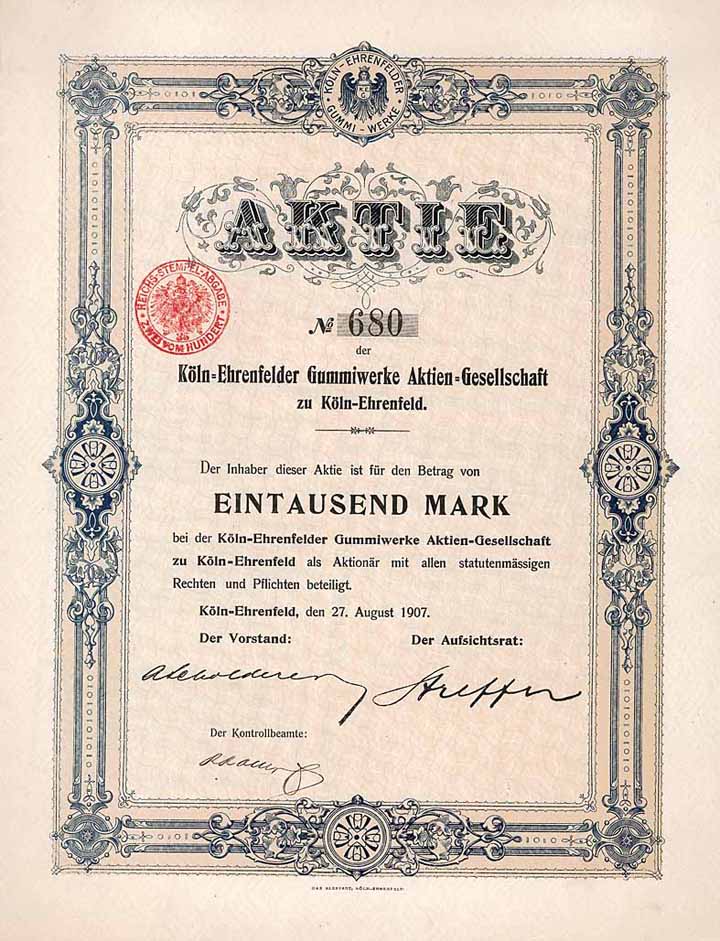 KÖLN-EHRENFELDER
GUMMI-WERKE
AKTIE
REICHS-STEMPEL-ABGABE
ZWEI VOM HUNDERT
№ 680
der
Köln=Ehrenfelder Gummiwerke Aktien=Gesellschaft
zu Köln-Ehrenfeld.
Der Inhaber dieser Aktie ist für den Betrag von
EINTAUSEND MARK
bei der Köln-Ehrenfelder Gummiwerke Aktien-Gesellschaft
zu Köln-Ehrenfeld als Aktionär mit allen statutenmässigen
Rechten und Pflichten beteiligt.
Köln-Ehrenfeld, den 27. August 1907.
Der Vorstand: Der Aufsichtsrat:
Der Kontrollbeamte:
KÖLN-EHRENFELD